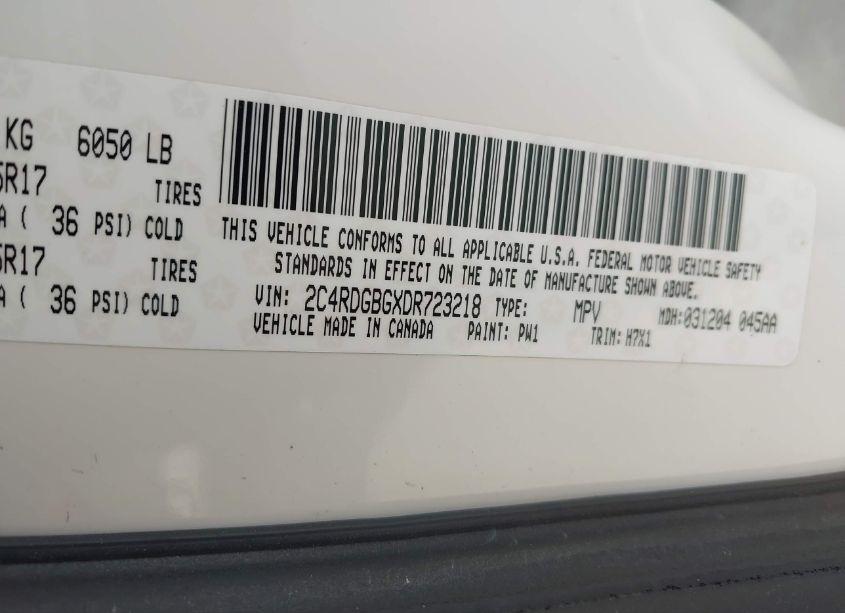 KG 6050 LB
5R17 TIRES
A ( 36 PSI) COLD
5R17 TIRES
A ( 36 PSI) COLD
THIS VEHICLE CONFORMS TO ALL APPLICABLE U.S.A. FEDERAL MOTOR VEHICLE SAFETY
STANDARDS IN EFFECT ON THE DATE OF MANUFACTURE SHOWN ABOVE.
VIN: 2C4RDGBGXDR723218 TYPE: MPV MDH:031204 045AA
VEHICLE MADE IN CANADA PAINT: PW1 TRIM: H7X1